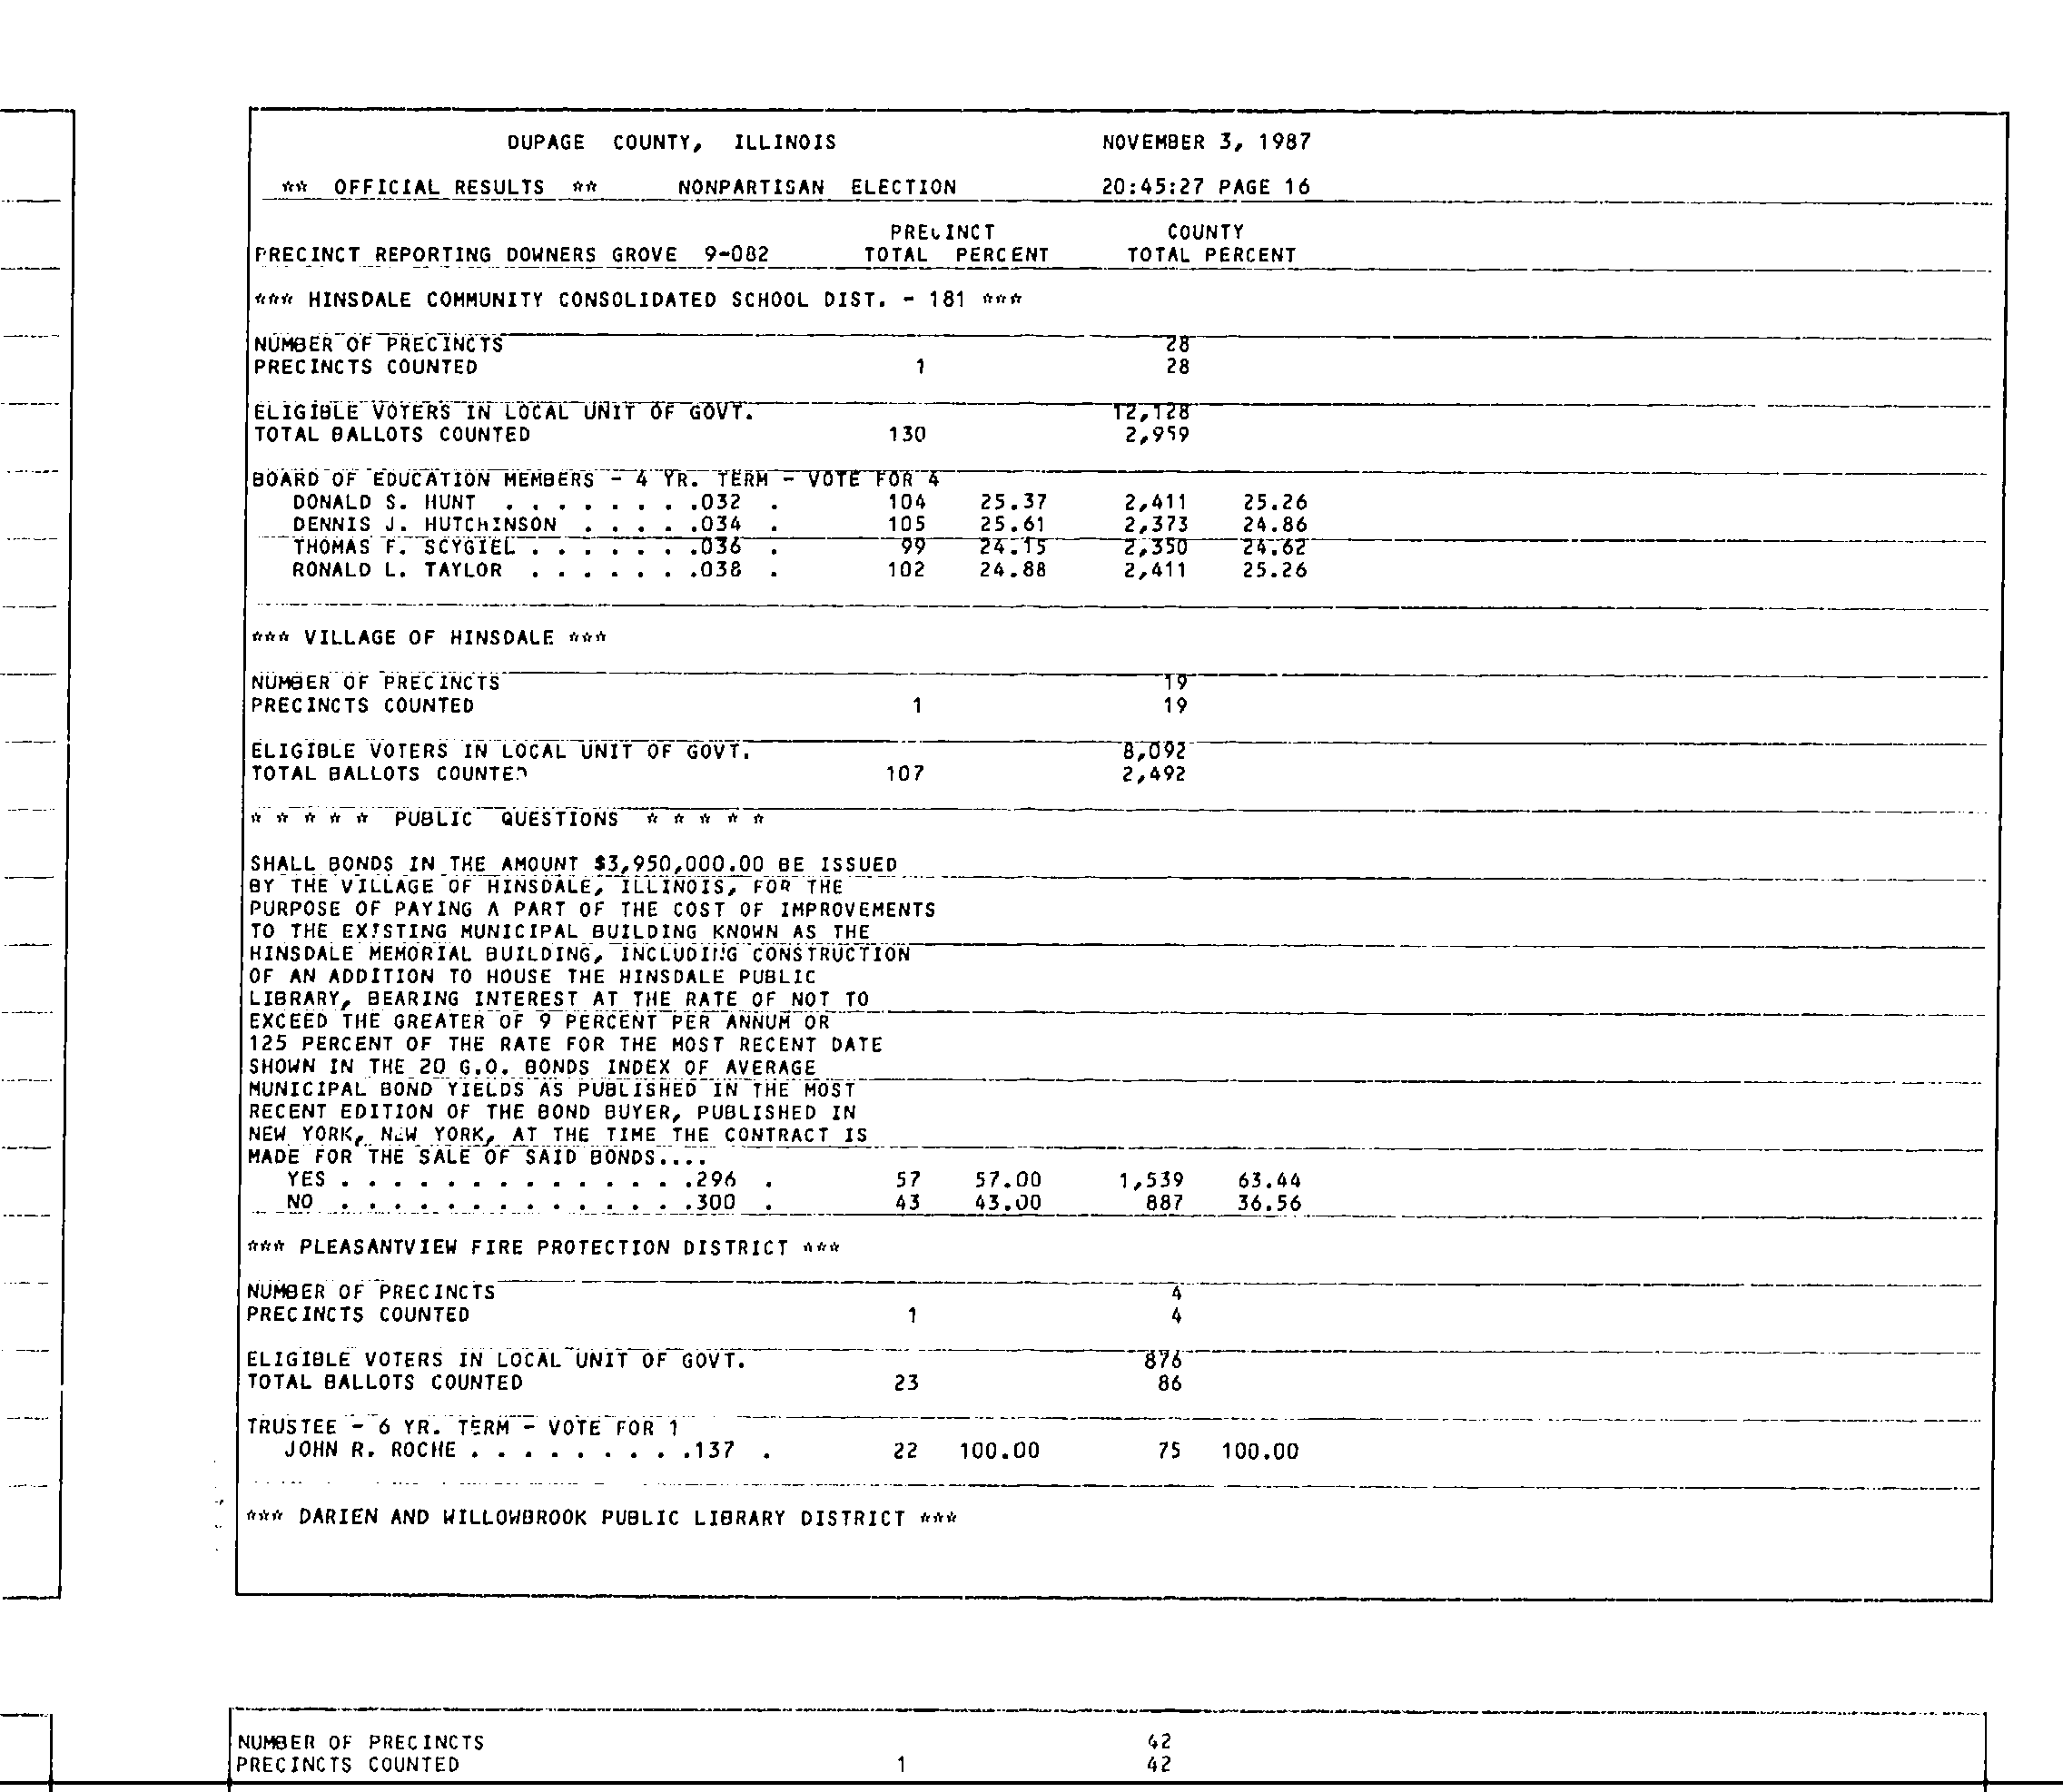 DUPAGE COUNTY, ILLINOIS NOVEMBER 3, 1987
** OFFICIAL RESULTS ** NONPARTISAN ELECTION 20:45:27 PAGE 16
PRECINCT COUNTY
PRECINCT REPORTING DOWNERS GROVE 9-082 TOTAL PERCENT TOTAL PERCENT
*** HINSDALE COMMUNITY CONSOLIDATED SCHOOL DIST. - 181 ***
NUMBER OF PRECINCTS 28
PRECINCTS COUNTED 1 28
ELIGIBLE VOTERS IN LOCAL UNIT OF GOVT. 12,128
TOTAL BALLOTS COUNTED 130 2,959
BOARD OF EDUCATION MEMBERS - 4 YR. TERM - VOTE FOR 4
DONALD S. HUNT . . . . . . . .032 . 104 25.37 2,411 25.26
DENNIS J. HUTCHINSON . . . . .034 . 105 25.61 2,373 24.86
THOMAS F. SCYGIEL . . . . . . .036 . 99 24.15 2,350 24.62
RONALD L. TAYLOR . . . . . . .038 . 102 24.88 2,411 25.26
*** VILLAGE OF HINSDALE ***
NUMBER OF PRECINCTS 19
PRECINCTS COUNTED 1 19
ELIGIBLE VOTERS IN LOCAL UNIT OF GOVT. 8,092
TOTAL BALLOTS COUNTED 107 2,492
* * * * * PUBLIC QUESTIONS * * * * *
SHALL BONDS IN THE AMOUNT $3,950,000.00 BE ISSUED
BY THE VILLAGE OF HINSDALE, ILLINOIS, FOR THE
PURPOSE OF PAYING A PART OF THE COST OF IMPROVEMENTS
TO THE EXISTING MUNICIPAL BUILDING KNOWN AS THE
HINSDALE MEMORIAL BUILDING, INCLUDING CONSTRUCTION
OF AN ADDITION TO HOUSE THE HINSDALE PUBLIC
LIBRARY, BEARING INTEREST AT THE RATE OF NOT TO
EXCEED THE GREATER OF 9 PERCENT PER ANNUM OR
125 PERCENT OF THE RATE FOR THE MOST RECENT DATE
SHOWN IN THE 20 G.O. BONDS INDEX OF AVERAGE
MUNICIPAL BOND YIELDS AS PUBLISHED IN THE MOST
RECENT EDITION OF THE BOND BUYER, PUBLISHED IN
NEW YORK, NEW YORK, AT THE TIME THE CONTRACT IS
MADE FOR THE SALE OF SAID BONDS....
YES . . . . . . . . . . . . . .296 . 57 57.00 1,539 63.44
NO . . . . . . . . . . . . . .300 . 43 43.00 887 36.56
*** PLEASANTVIEW FIRE PROTECTION DISTRICT ***
NUMBER OF PRECINCTS 4
PRECINCTS COUNTED 1 4
ELIGIBLE VOTERS IN LOCAL UNIT OF GOVT. 876
TOTAL BALLOTS COUNTED 23 86
TRUSTEE - 6 YR. TERM - VOTE FOR 1
JOHN R. ROCHE . . . . . . . . .137 . 22 100.00 75 100.00
*** DARIEN AND WILLOWBROOK PUBLIC LIBRARY DISTRICT ***
NUMBER OF PRECINCTS 42
PRECINCTS COUNTED 1 42